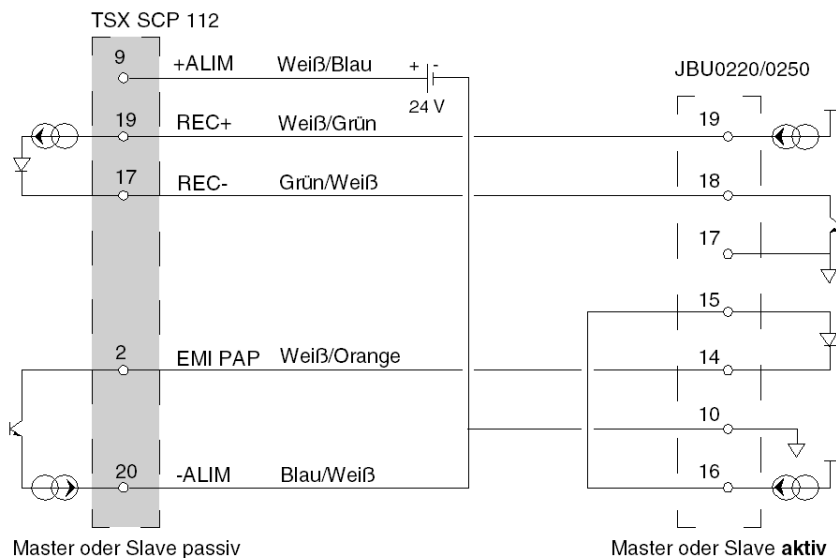 TSX SCP 112
9 +ALIM Weiß/Blau + -
24 V
JBU0220/0250
19 REC+ Weiß/Grün 19
17 REC- Grün/Weiß 18
17
15
2 EMI PAP Weiß/Orange 14
10
20 -ALIM Blau/Weiß 16
Master oder Slave passiv Master oder Slave aktiv